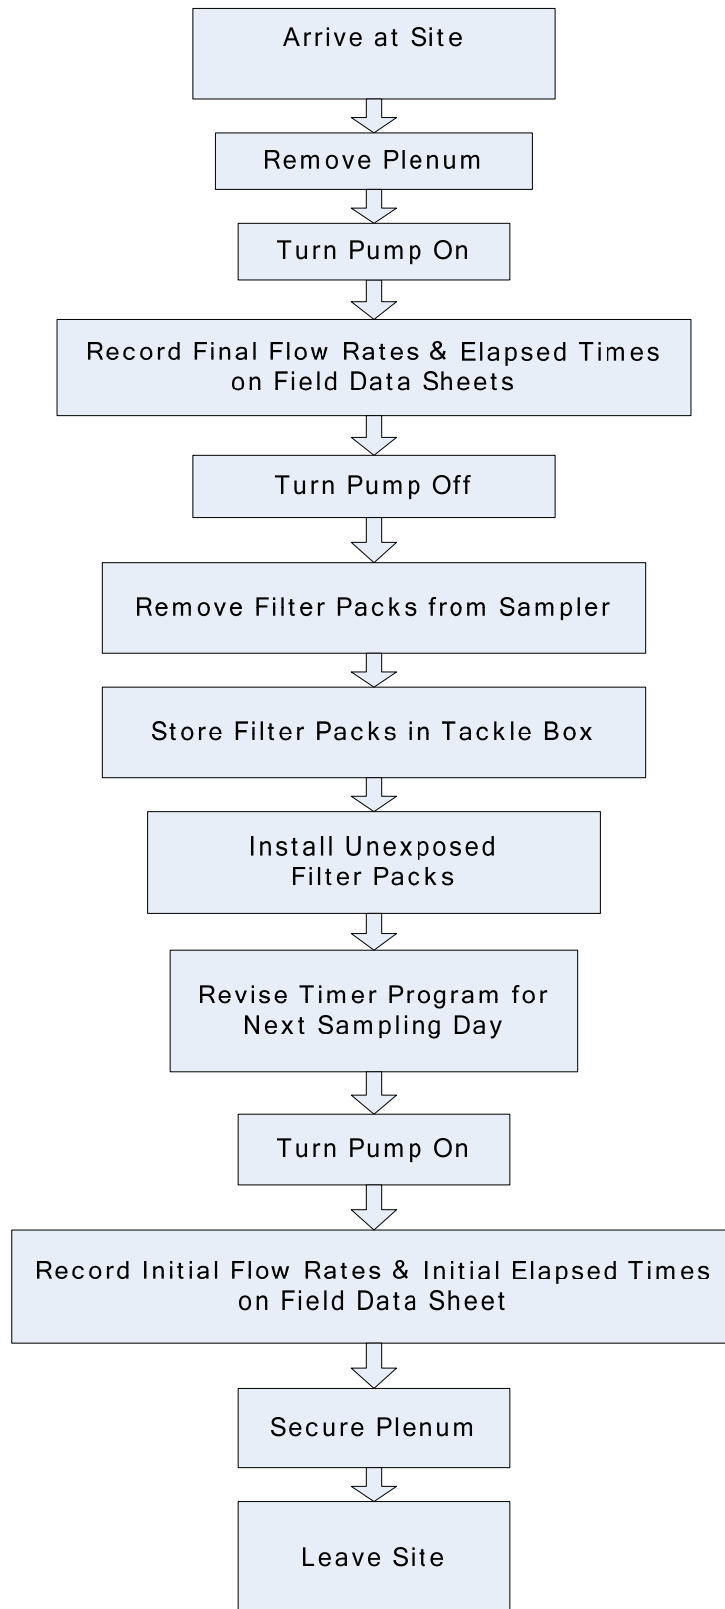 Arrive at Site
Remove Plenum
Turn Pump On
Record Final Flow Rates & Elapsed Times
on Field Data Sheets
Turn Pump Off
Remove Filter Packs from Sampler
Store Filter Packs in Tackle Box
Install Unexposed
Filter Packs
Revise Timer Program for
Next Sampling Day
Turn Pump On
Record Initial Flow Rates & Initial Elapsed Times
on Field Data Sheet
Secure Plenum
Leave Site